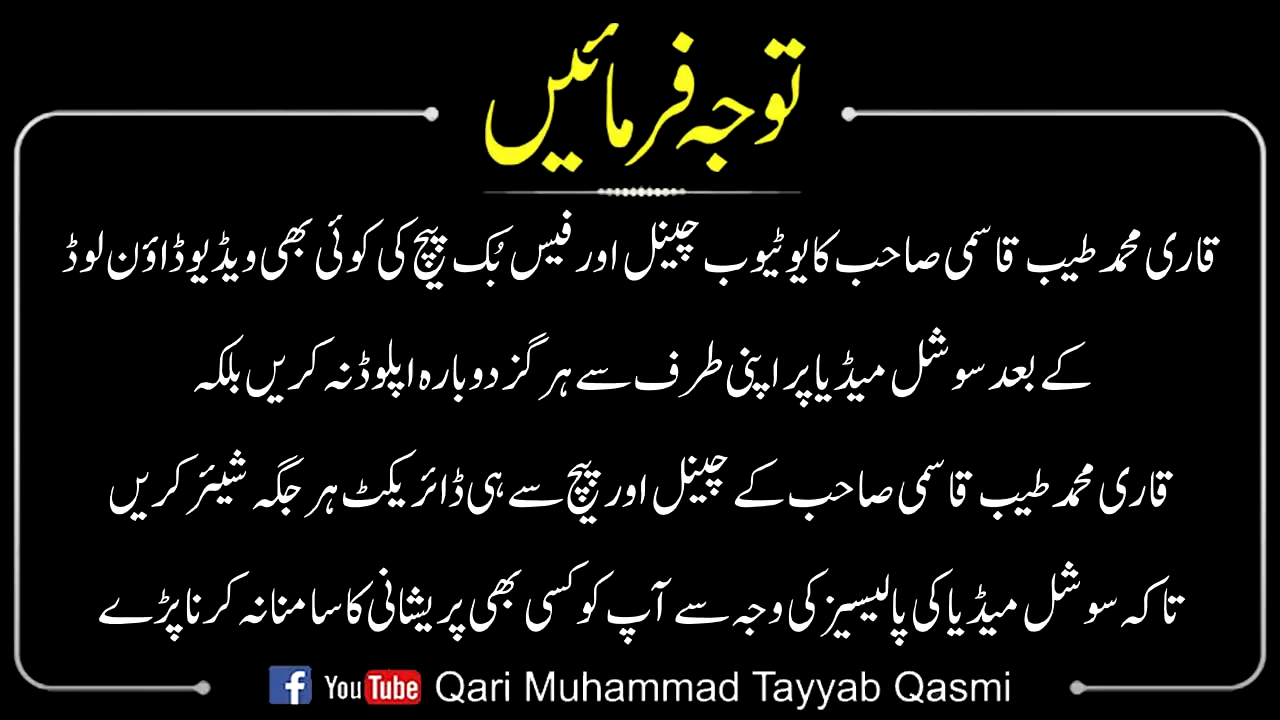 توجہ فرمائیں
قاری محمد طیب قاسمی صاحب کا یوٹیوب چینل اور فیس بُک پیج کی کوئی بھی ویڈیو ڈاؤن لوڈ
کے بعد سوشل میڈیا پر اپنی طرف سے ہرگز دوبارہ اپلوڈ نہ کریں بلکہ
قاری محمد طیب قاسمی صاحب کے چینل اور پیج سے ہی ڈائریکٹ ہر جگہ شیئر کریں
تاکہ سوشل میڈیا کی پالیسیز کی وجہ سے آپ کو کسی بھی پریشانی کا سامنا نہ کرنا پڑے
f YouTube Qari Muhammad Tayyab Qasmi